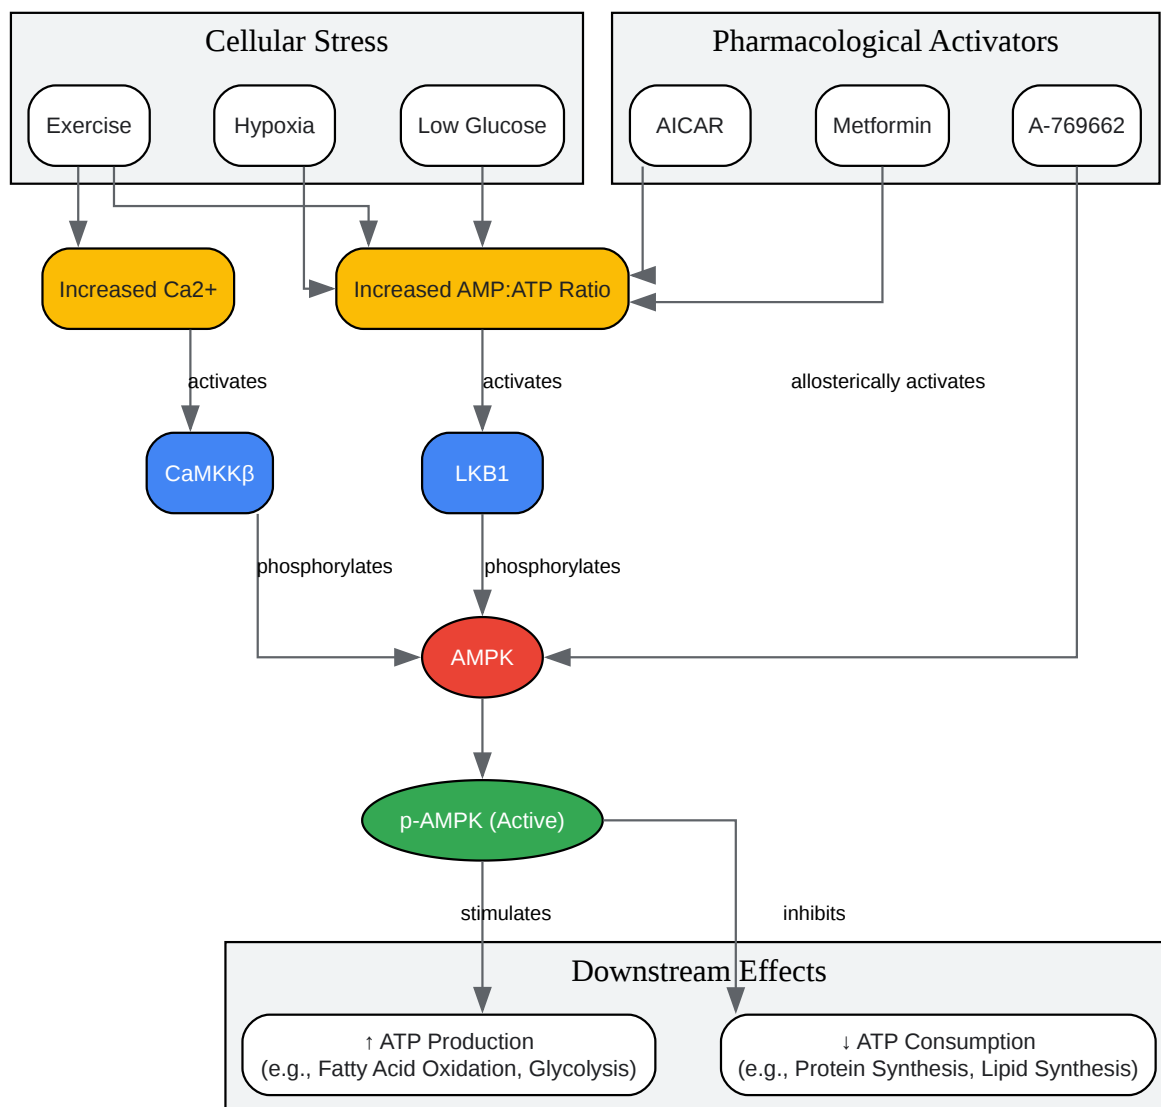 Cellular Stress
Pharmacological Activators
Exercise
Hypoxia
Low Glucose
AICAR
Metformin
A-769662
Increased Ca2+
Increased AMP:ATP Ratio
activates
activates
allosterically activates
CaMKKβ
LKB1
phosphorylates
phosphorylates
AMPK
p-AMPK (Active)
stimulates
inhibits
Downstream Effects
↑ ATP Production
(e.g., Fatty Acid Oxidation, Glycolysis)
↓ ATP Consumption
(e.g., Protein Synthesis, Lipid Synthesis)